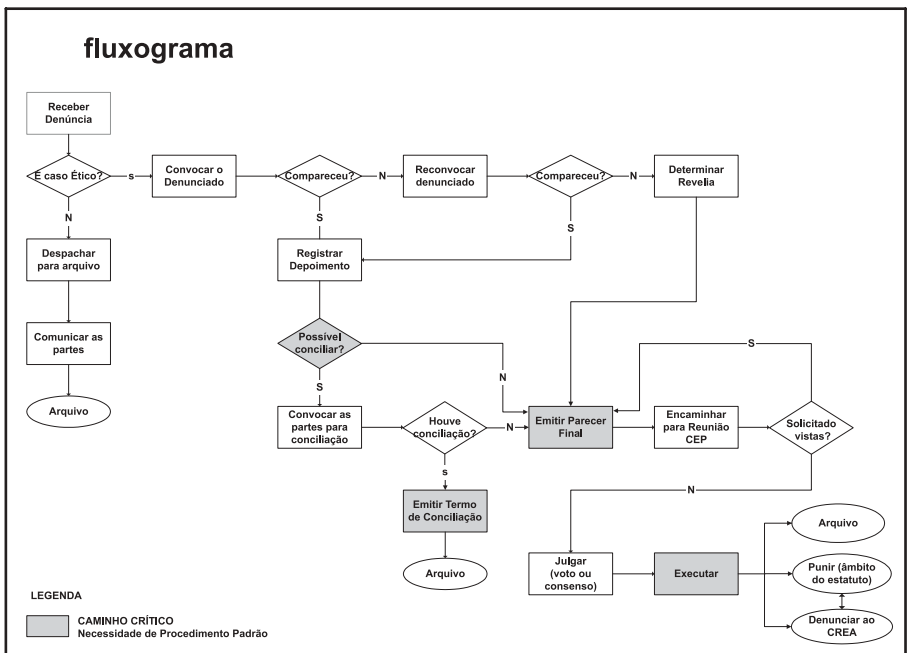 fluxograma
Receber
Denúncia
É caso Ético?
s
Convocar o
Denunciado
Compareceu?
N
Reconvocar
denunciado
Compareceu?
N
Determinar
Revelia
N
S
S
Despachar
para arquivo
Registrar
Depoimento
Comunicar as
partes
Possível
conciliar?
S
N
S
Arquivo
Convocar as
partes para
conciliação
Houve
conciliação?
N
Emitir Parecer
Final
Encaminhar
para Reunião
CEP
Solicitado
vistas?
s
N
Emitir Termo
de Conciliação
Arquivo
Arquivo
Julgar
(voto ou
consenso)
Executar
Punir (âmbito
do estatuto)
Denunciar ao
CREA
LEGENDA
CAMINHO CRÍTICO
Necessidade de Procedimento Padrão